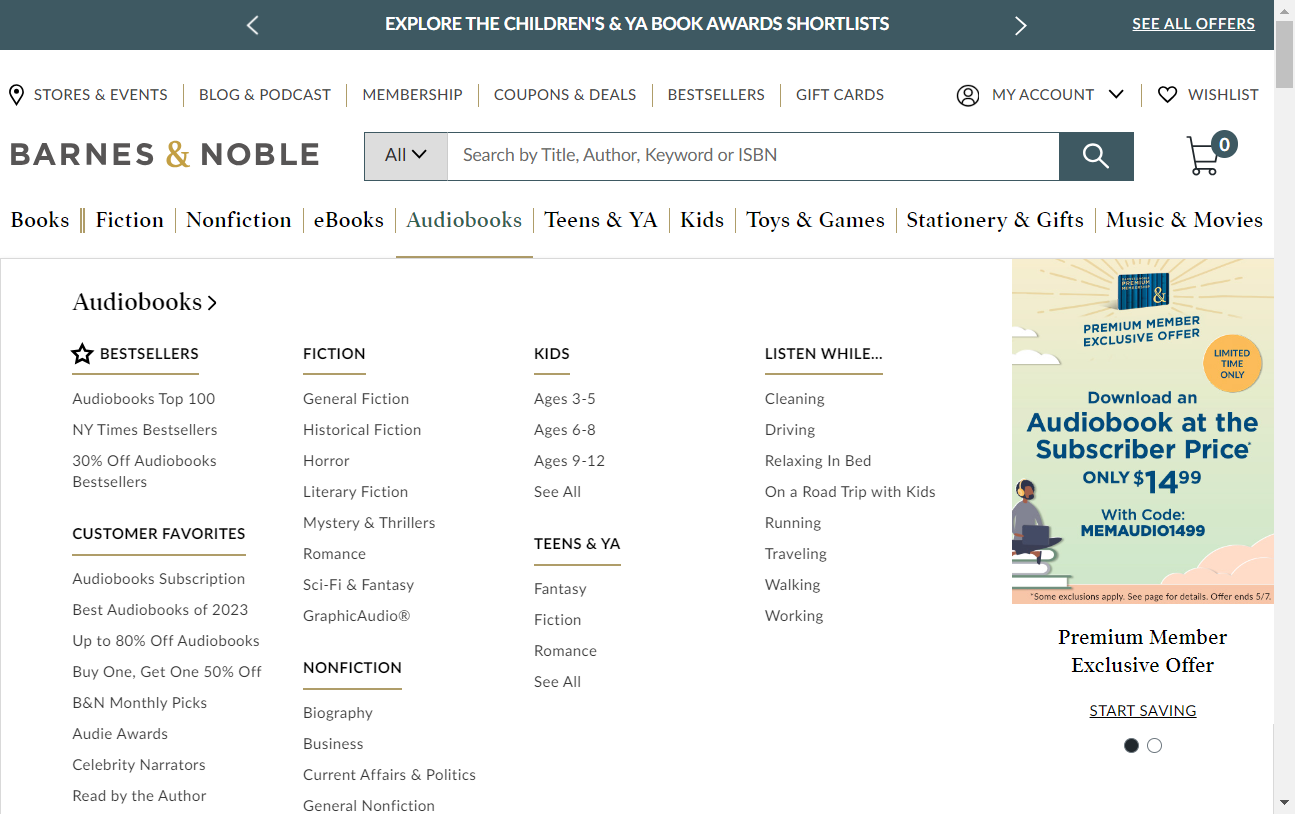 EXPLORE THE CHILDREN'S & YA BOOK AWARDS SHORTLISTS
SEE ALL OFFERS
STORES & EVENTS
BLOG & PODCAST
MEMBERSHIP
COUPONS & DEALS
BESTSELLERS
GIFT CARDS
MY ACCOUNT
WISHLIST
BARNES & NOBLE
All
Search by Title, Author, Keyword or ISBN
0
Books
Fiction
Nonfiction
eBooks
Audiobooks
Teens & YA
Kids
Toys & Games
Stationery & Gifts
Music & Movies
Audiobooks
BESTSELLERS
Audiobooks Top 100
NY Times Bestsellers
30% Off Audiobooks
Bestsellers
CUSTOMER FAVORITES
Audiobooks Subscription
Best Audiobooks of 2023
Up to 80% Off Audiobooks
Buy One, Get One 50% Off
B&N Monthly Picks
Audie Awards
Celebrity Narrators
Read by the Author
FICTION
General Fiction
Historical Fiction
Horror
Literary Fiction
Mystery & Thrillers
Romance
Sci-Fi & Fantasy
GraphicAudio®
NONFICTION
Biography
Business
Current Affairs & Politics
General Nonfiction
KIDS
Ages 3-5
Ages 6-8
Ages 9-12
See All
TEENS & YA
Fantasy
Fiction
Romance
See All
LISTEN WHILE...
Cleaning
Driving
Relaxing In Bed
On a Road Trip with Kids
Running
Traveling
Walking
Working
PREMIUM
MEMBERSHIP
&
PREMIUM MEMBER
EXCLUSIVE OFFER
LIMITED
TIME
ONLY
Download an
Audiobook at the
Subscriber Price*
ONLY $14.99
With Code:
MEMAUDIO1499
*Some exclusions apply. See page for details. Offer ends 5/7.
Premium Member
Exclusive Offer
START SAVING